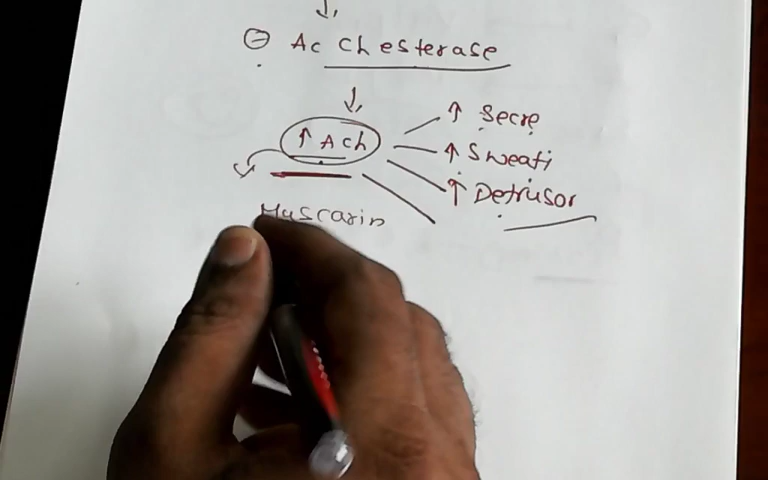 ↓
⊖ Ac Chesterase
↓
↑ Ach
↑ Secre
↑ Sweati
↑ Detrusor
Muscarin